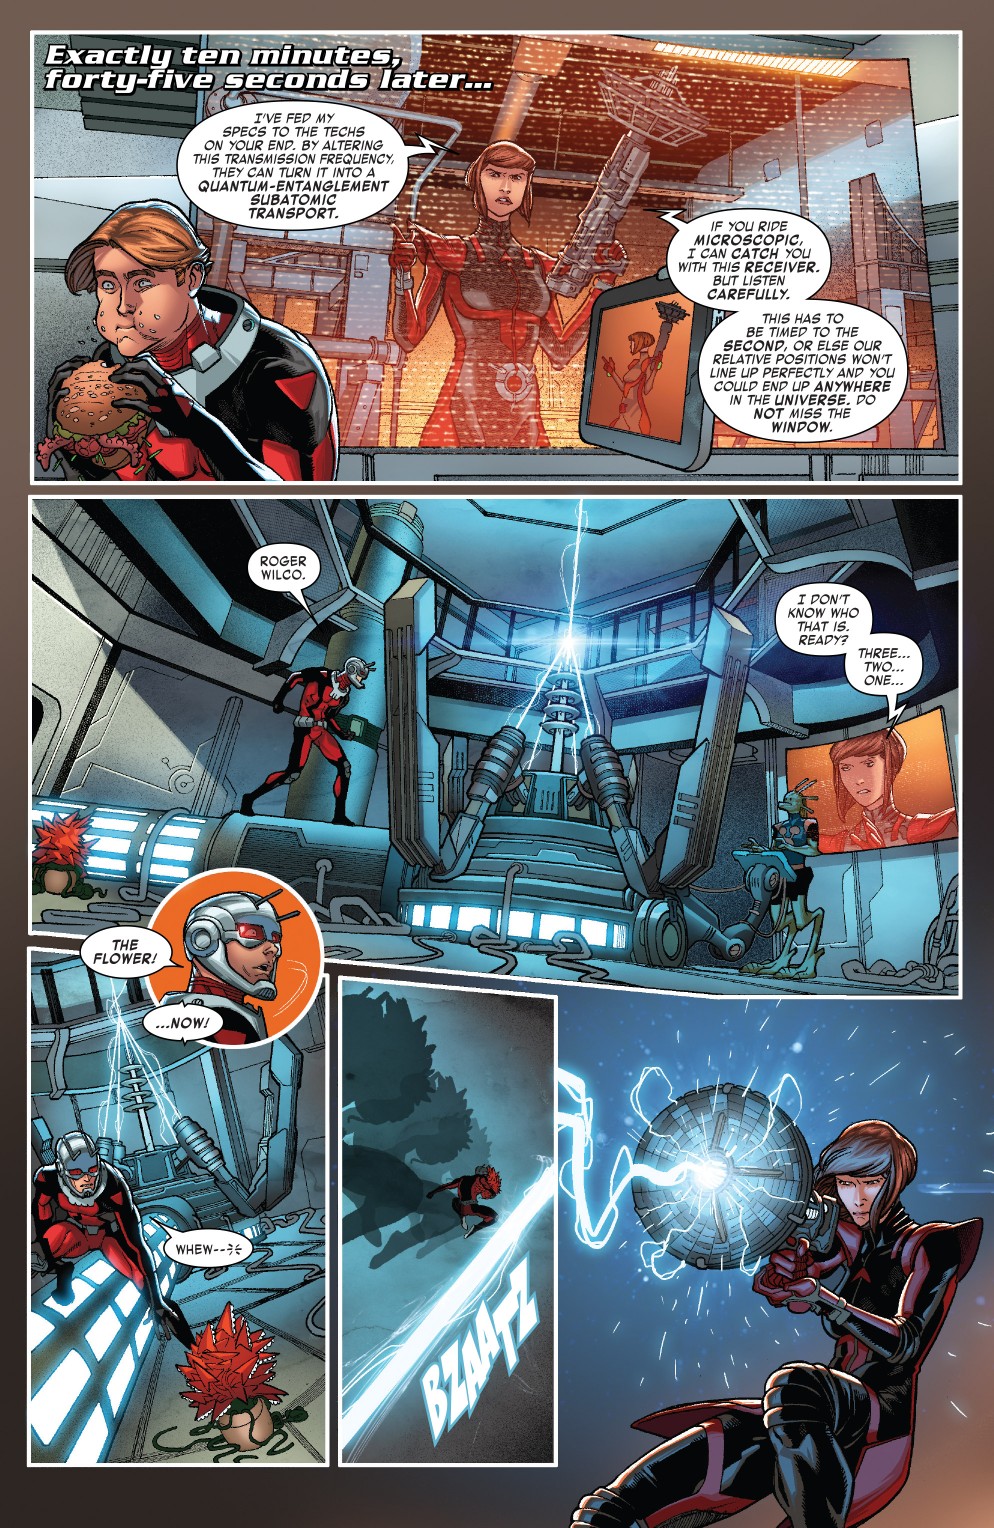 Exactly ten minutes,
forty-five seconds later...
I'VE FED MY
SPECS TO THE TECHS
ON YOUR END. BY ALTERING
THIS TRANSMISSION FREQUENCY,
THEY CAN TURN IT INTO A
QUANTUM-ENTANGLEMENT
SUBATOMIC
TRANSPORT.
IF YOU RIDE
MICROSCOPIC,
I CAN CATCH YOU
WITH THIS RECEIVER.
BUT LISTEN
CAREFULLY.
THIS HAS TO
BE TIMED TO THE
SECOND, OR ELSE OUR
RELATIVE POSITIONS WON'T
LINE UP PERFECTLY AND YOU
COULD END UP ANYWHERE
IN THE UNIVERSE. DO
NOT MISS THE
WINDOW.
ROGER
WILCO.
I DON'T
KNOW WHO
THAT IS.
READY?
THREE...
TWO...
ONE...
THE
FLOWER!
...NOW!
WHEW--
BZAATZ